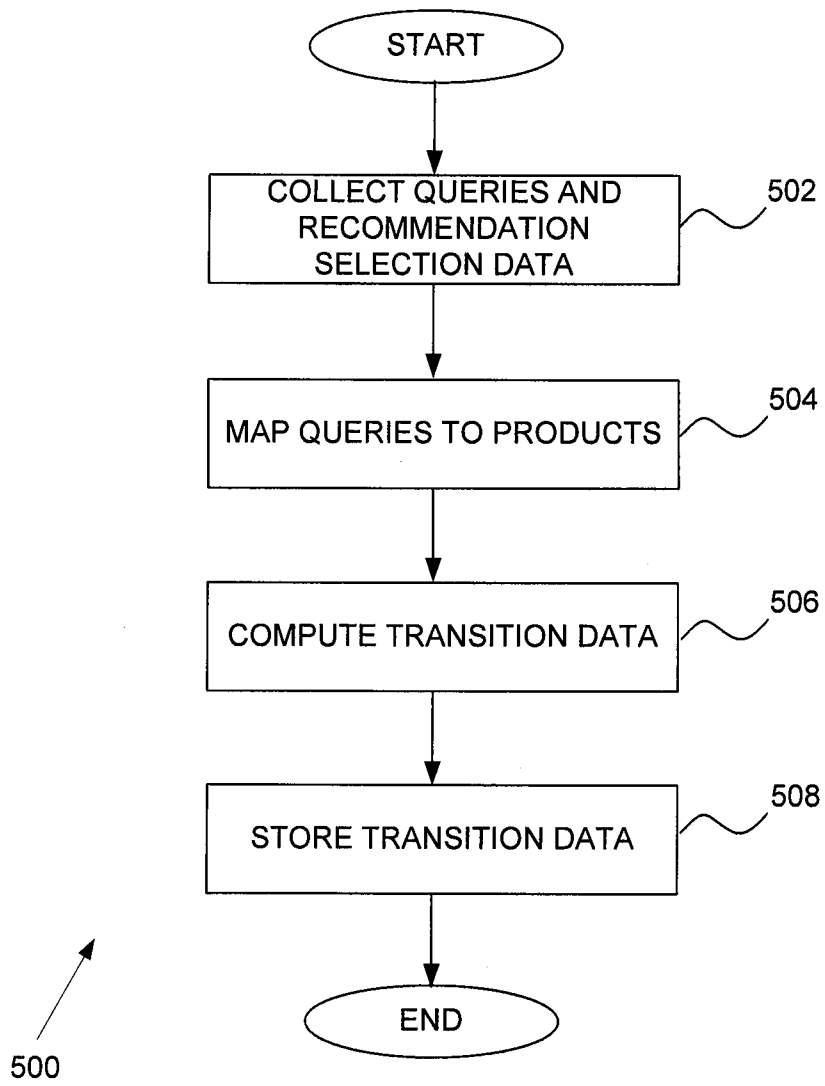 START
COLLECT QUERIES AND
RECOMMENDATION
SELECTION DATA
502
MAP QUERIES TO PRODUCTS
504
COMPUTE TRANSITION DATA
506
STORE TRANSITION DATA
508
END
500